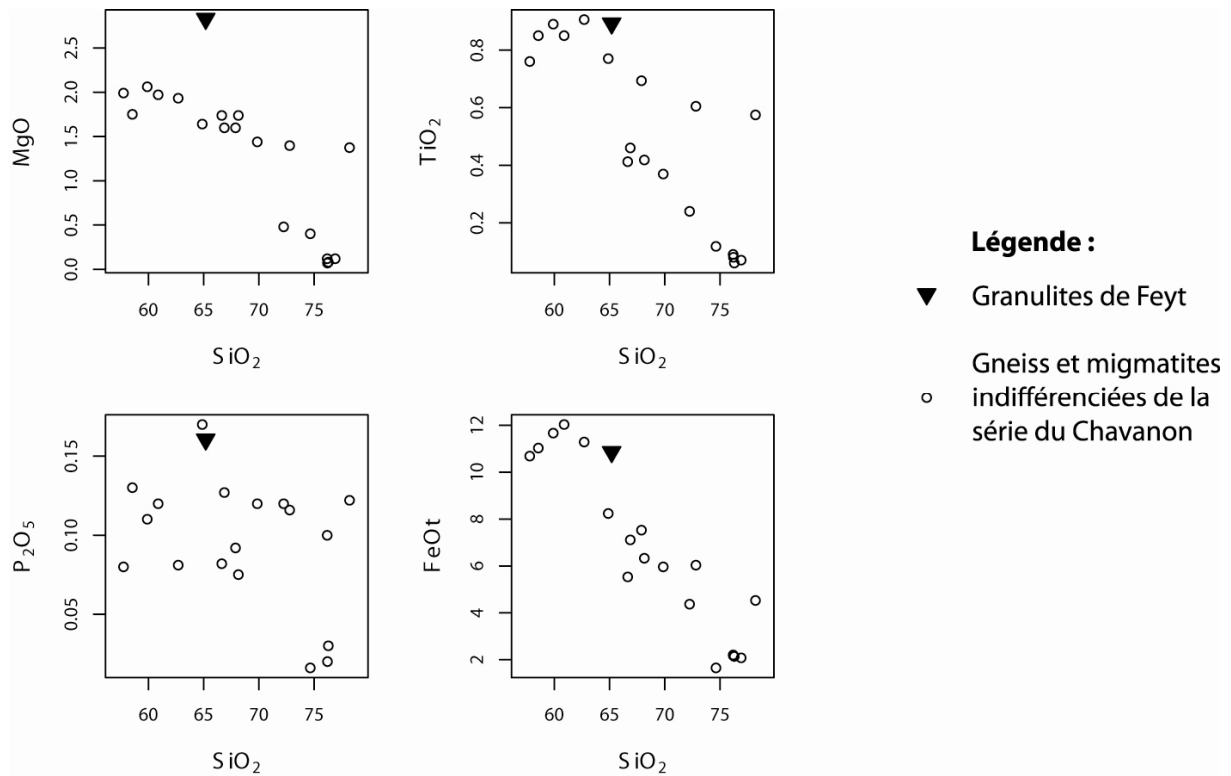 MgO
2.5
2.0
1.5
1.0
0.5
0.0
60 65 70 75
SiO2
TiO2
0.8
0.6
0.4
0.2
60 65 70 75
SiO2
P2O5
0.15
0.10
0.05
60 65 70 75
SiO2
FeOt
12
10
8
6
4
2
60 65 70 75
SiO2
Légende :
Granulites de Feyt
Gneiss et migmatites
indifférenciées de la
série du Chavanon